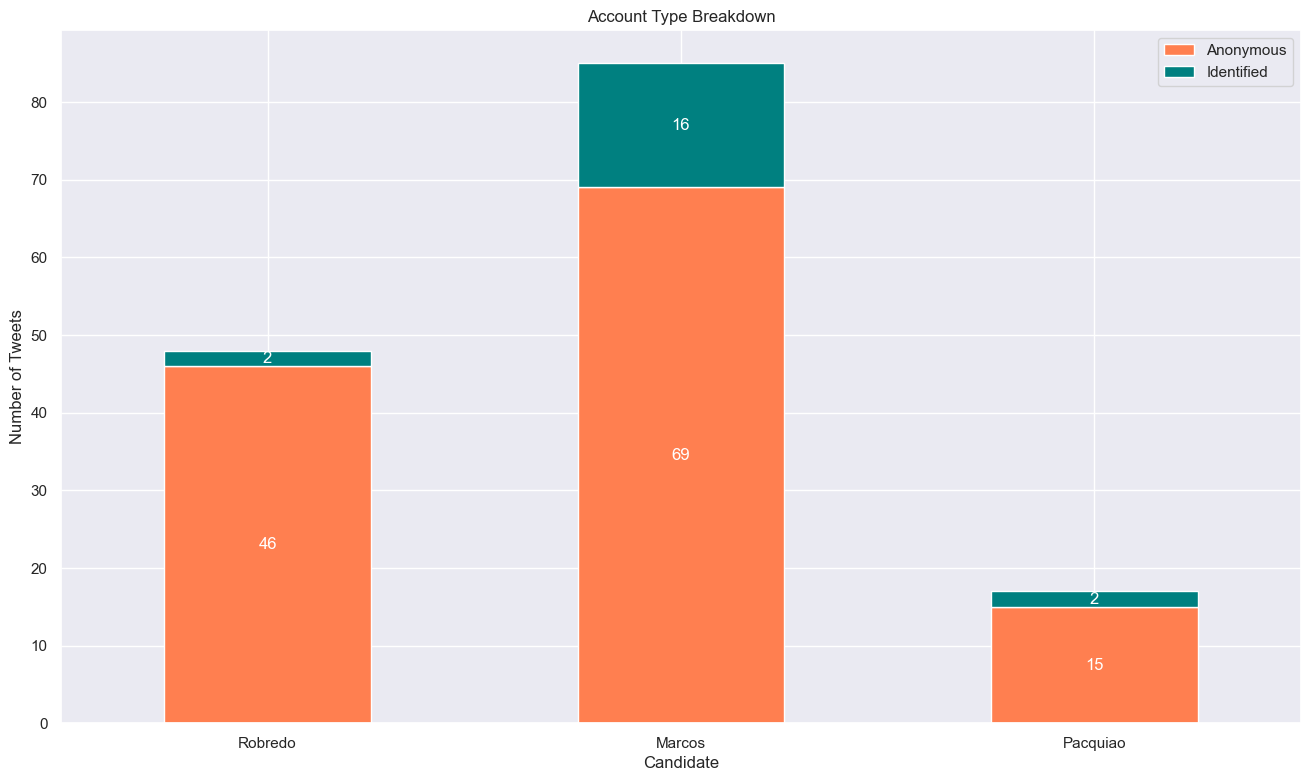 Account Type Breakdown
Anonymous
Identified
80
70
60
50
40
30
20
10
0
Number of Tweets
16
69
2
46
2
15
Robredo
Marcos
Pacquiao
Candidate